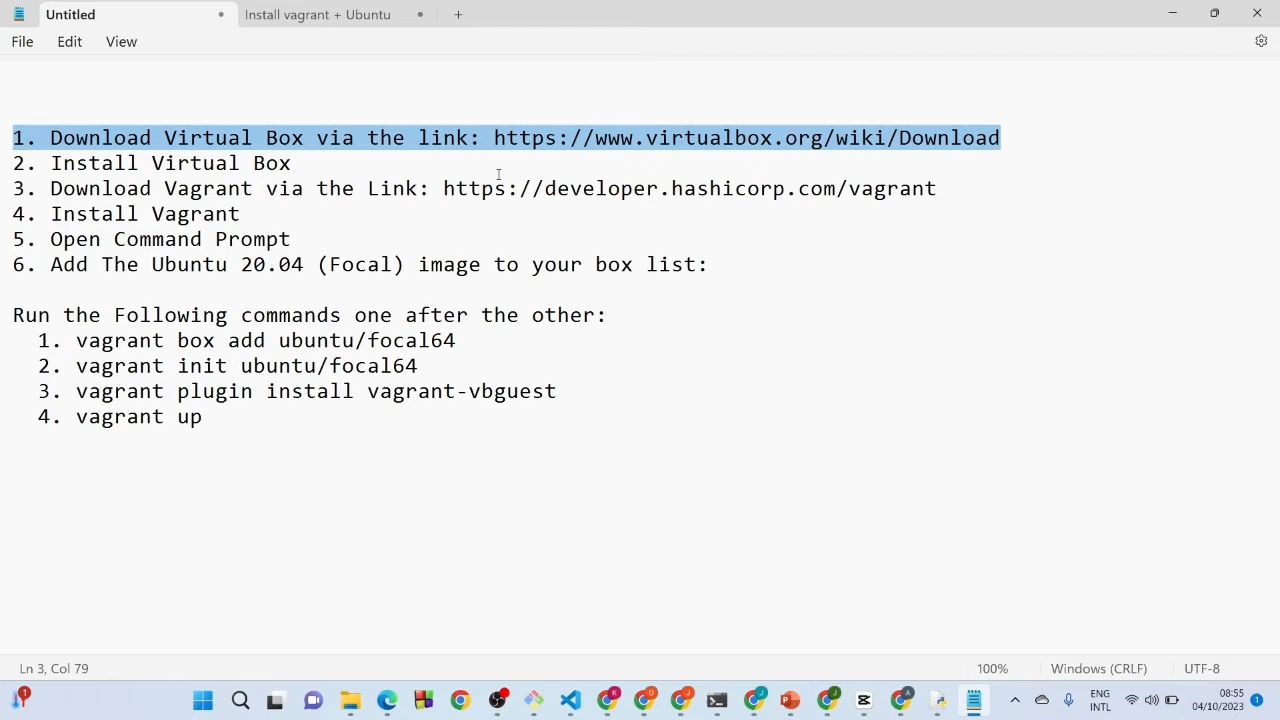 Untitled
Install vagrant + Ubuntu
File Edit View
1. Download Virtual Box via the link: https://www.virtualbox.org/wiki/Download
2. Install Virtual Box
3. Download Vagrant via the Link: https://developer.hashicorp.com/vagrant
4. Install Vagrant
5. Open Command Prompt
6. Add The Ubuntu 20.04 (Focal) image to your box list:
Run the Following commands one after the other:
1. vagrant box add ubuntu/focal64
2. vagrant init ubuntu/focal64
3. vagrant plugin install vagrant-vbguest
4. vagrant up
Ln 3, Col 79
100%
Windows (CRLF)
UTF-8
1
K
O
J
J
J
A
ENG
INTL
08:55
04/10/2023
1